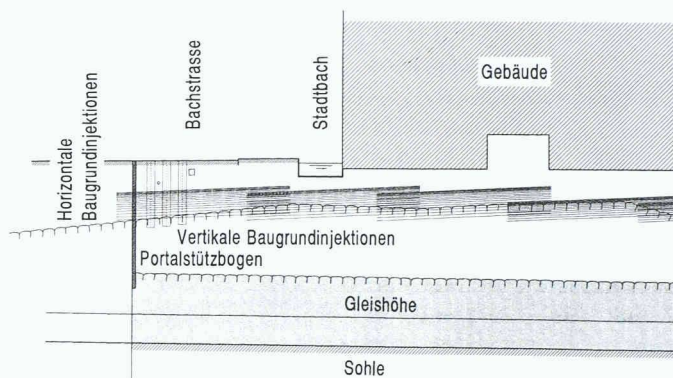 Horizontale
Baugrundinjektionen
Bachstrasse
Stadtbach
Gebäude
Vertikale Baugrundinjektionen
Portalstützbogen
Gleishöhe
Sohle